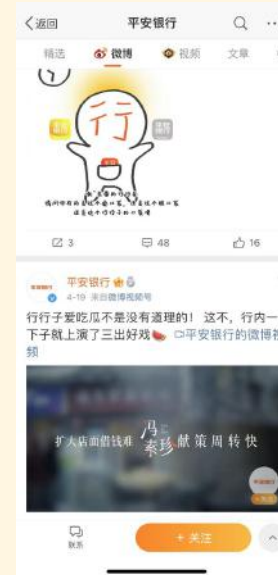 返回
平安银行
精选
微博
视频
文章
行
3
48
16
平安银行
4-19 来自微博视频号
行行子爱吃瓜不是没有道理的! 这不,行内一
下子就上演了三出好戏 平安银行的微博视
频
扩大店面借钱难 冯素珍 献策周转快
联系
+ 关注